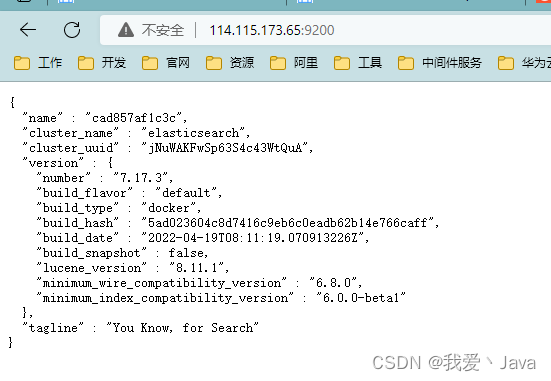 不安全 114.115.173.65:9200
工作 开发 官网 资源 阿里 工具 中间件服务 华为云
{
"name" : "cad857af1c3c",
"cluster_name" : "elasticsearch",
"cluster_uuid" : "jNuWAKFwSp63S4c43WtQuA",
"version" : {
"number" : "7.17.3",
"build_flavor" : "default",
"build_type" : "docker",
"build_hash" : "5ad023604c8d7416c9eb6c0eadb62b14e766caff",
"build_date" : "2022-04-19T08:11:19.070913226Z",
"build_snapshot" : false,
"lucene_version" : "8.11.1",
"minimum_wire_compatibility_version" : "6.8.0",
"minimum_index_compatibility_version" : "6.0.0-beta1"
},
"tagline" : "You Know, for Search"
}
CSDN @我爱丶Java